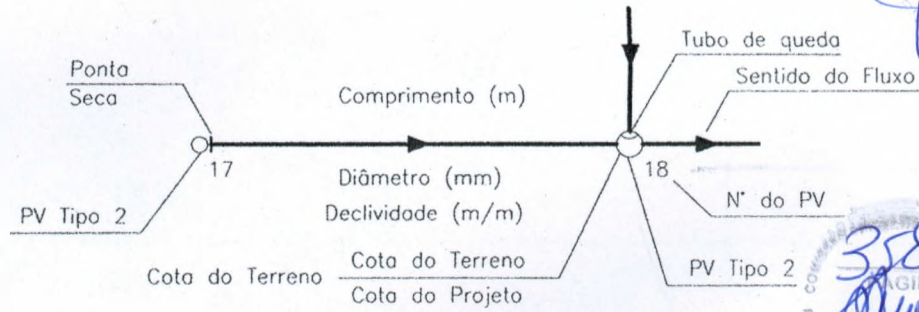 Tubo de queda
Ponta
Seca
Comprimento (m)
Sentido do Fluxo
17
18
Diâmetro (mm)
Declividade (m/m)
N° do PV
PV Tipo 2
Cota do Terreno
Cota do Terreno
Cota do Projeto
PV Tipo 2
358